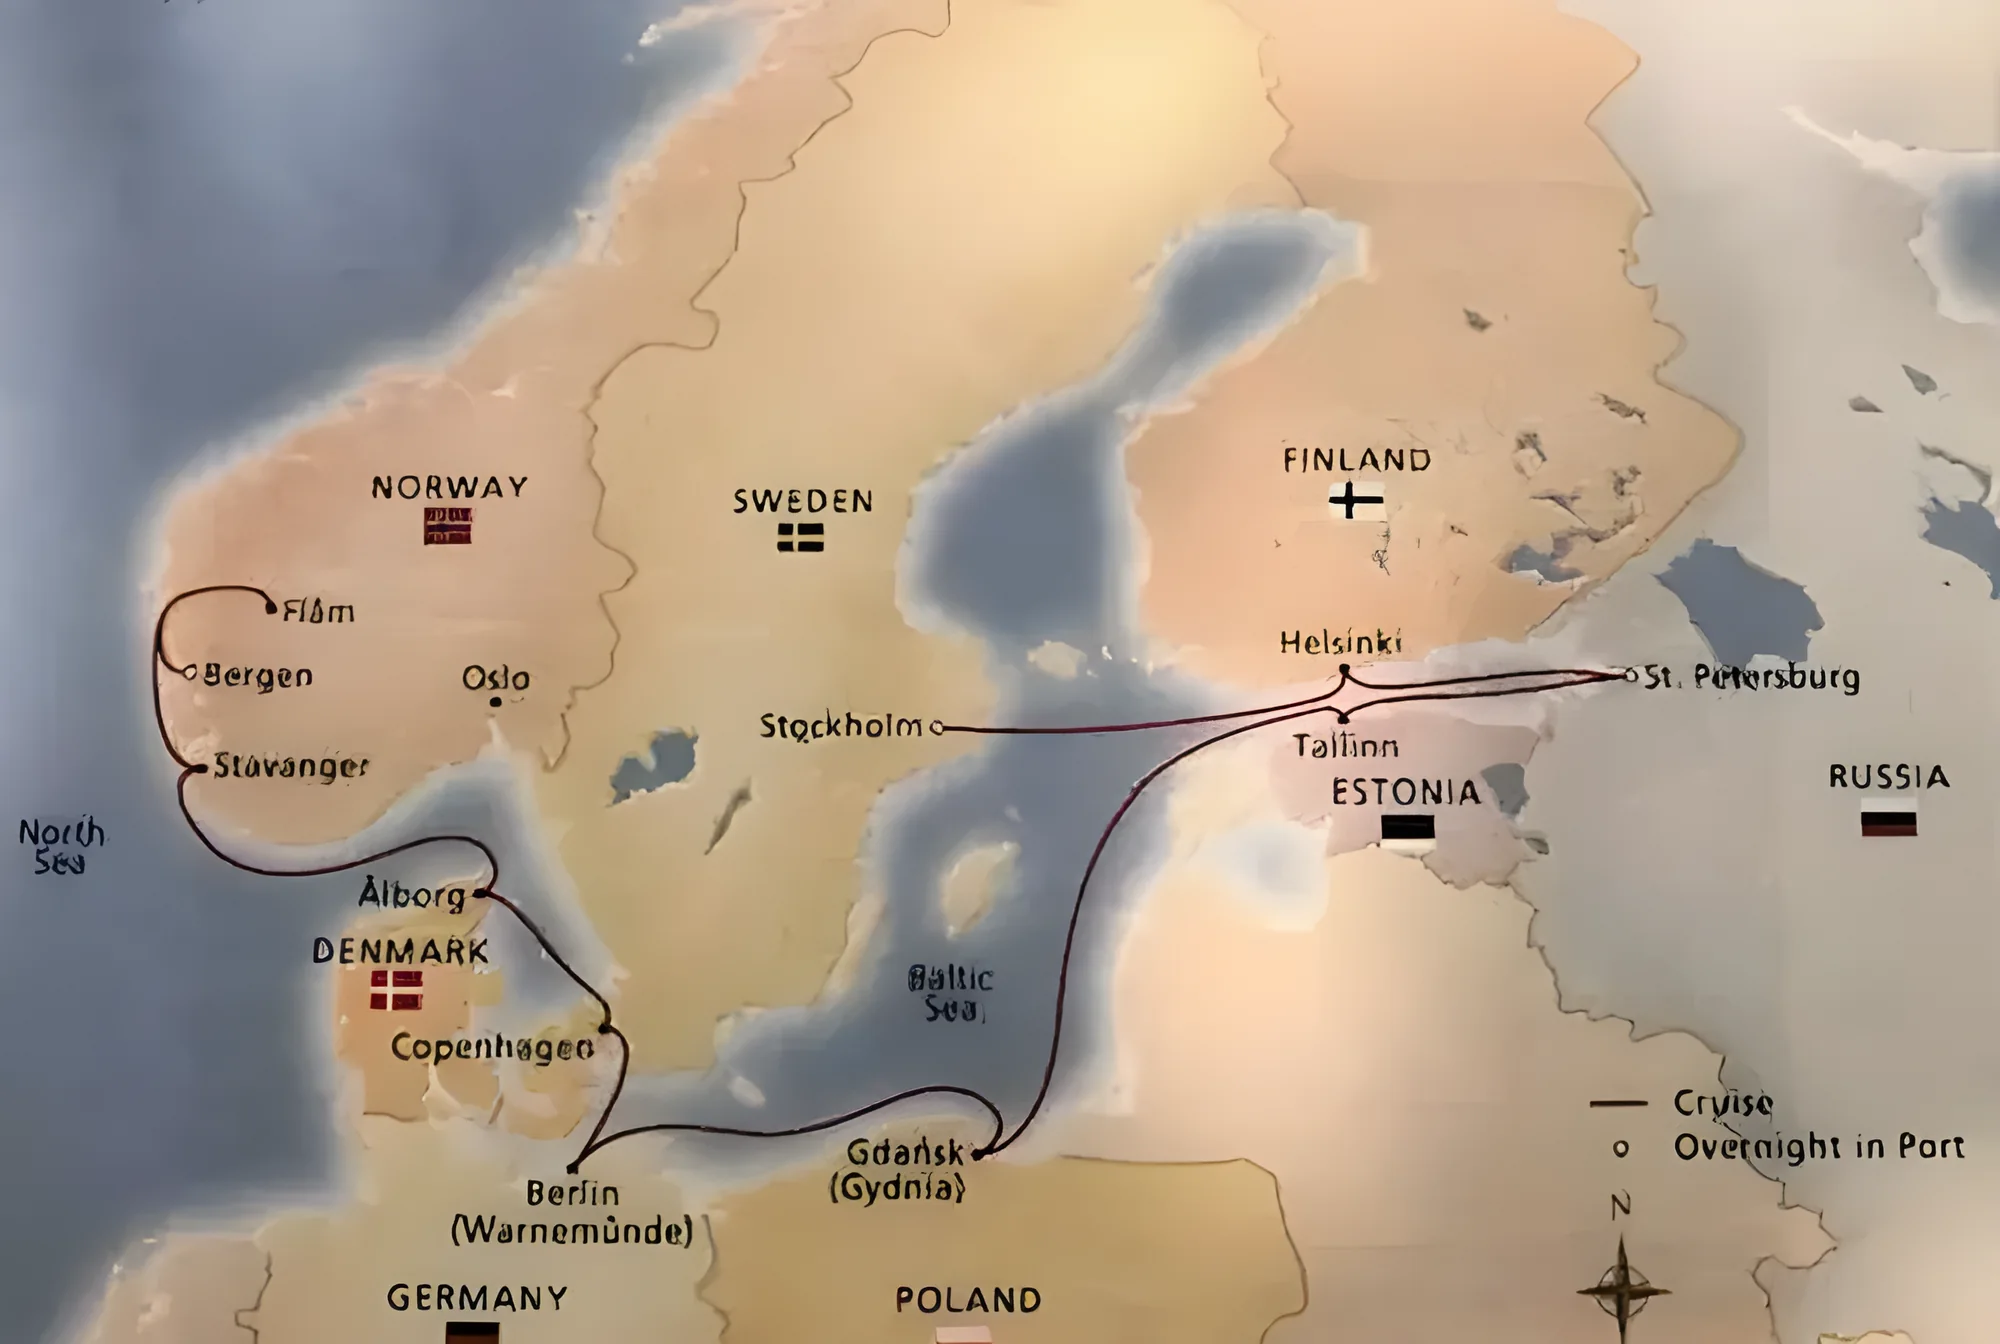 NORWAY
SWEDEN
FINLAND
Flåm
Bergen
Oslo
Helsinki
St. Petersburg
Stockholm
Tallinn
ESTONIA
RUSSIA
Stavanger
North
Sea
Ålborg
DENMARK
Baltic
Sea
Copenhagen
Cruise
Overnight in Port
Gdańsk
(Gydnia)
Berlin
(Warnemünde)
N
GERMANY
POLAND